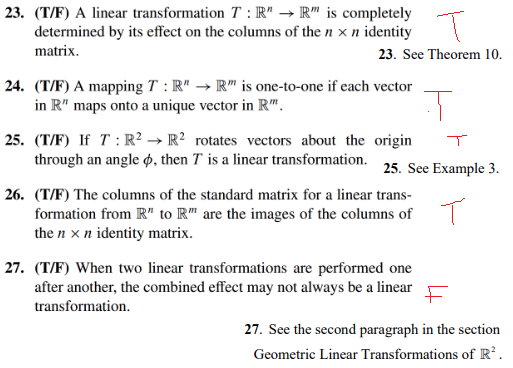 23. (T/F) A linear transformation T : ℝⁿ → ℝᵐ is completely
determined by its effect on the columns of the n × n identity
matrix.
T
23. See Theorem 10.
24. (T/F) A mapping T : ℝⁿ → ℝᵐ is one-to-one if each vector
in ℝⁿ maps onto a unique vector in ℝᵐ.
T
25. (T/F) If T : ℝ² → ℝ² rotates vectors about the origin
through an angle ϕ, then T is a linear transformation.
T
25. See Example 3.
26. (T/F) The columns of the standard matrix for a linear trans-
formation from ℝⁿ to ℝᵐ are the images of the columns of
the n × n identity matrix.
T
27. (T/F) When two linear transformations are performed one
after another, the combined effect may not always be a linear
transformation.
F
27. See the second paragraph in the section
Geometric Linear Transformations of ℝ² .